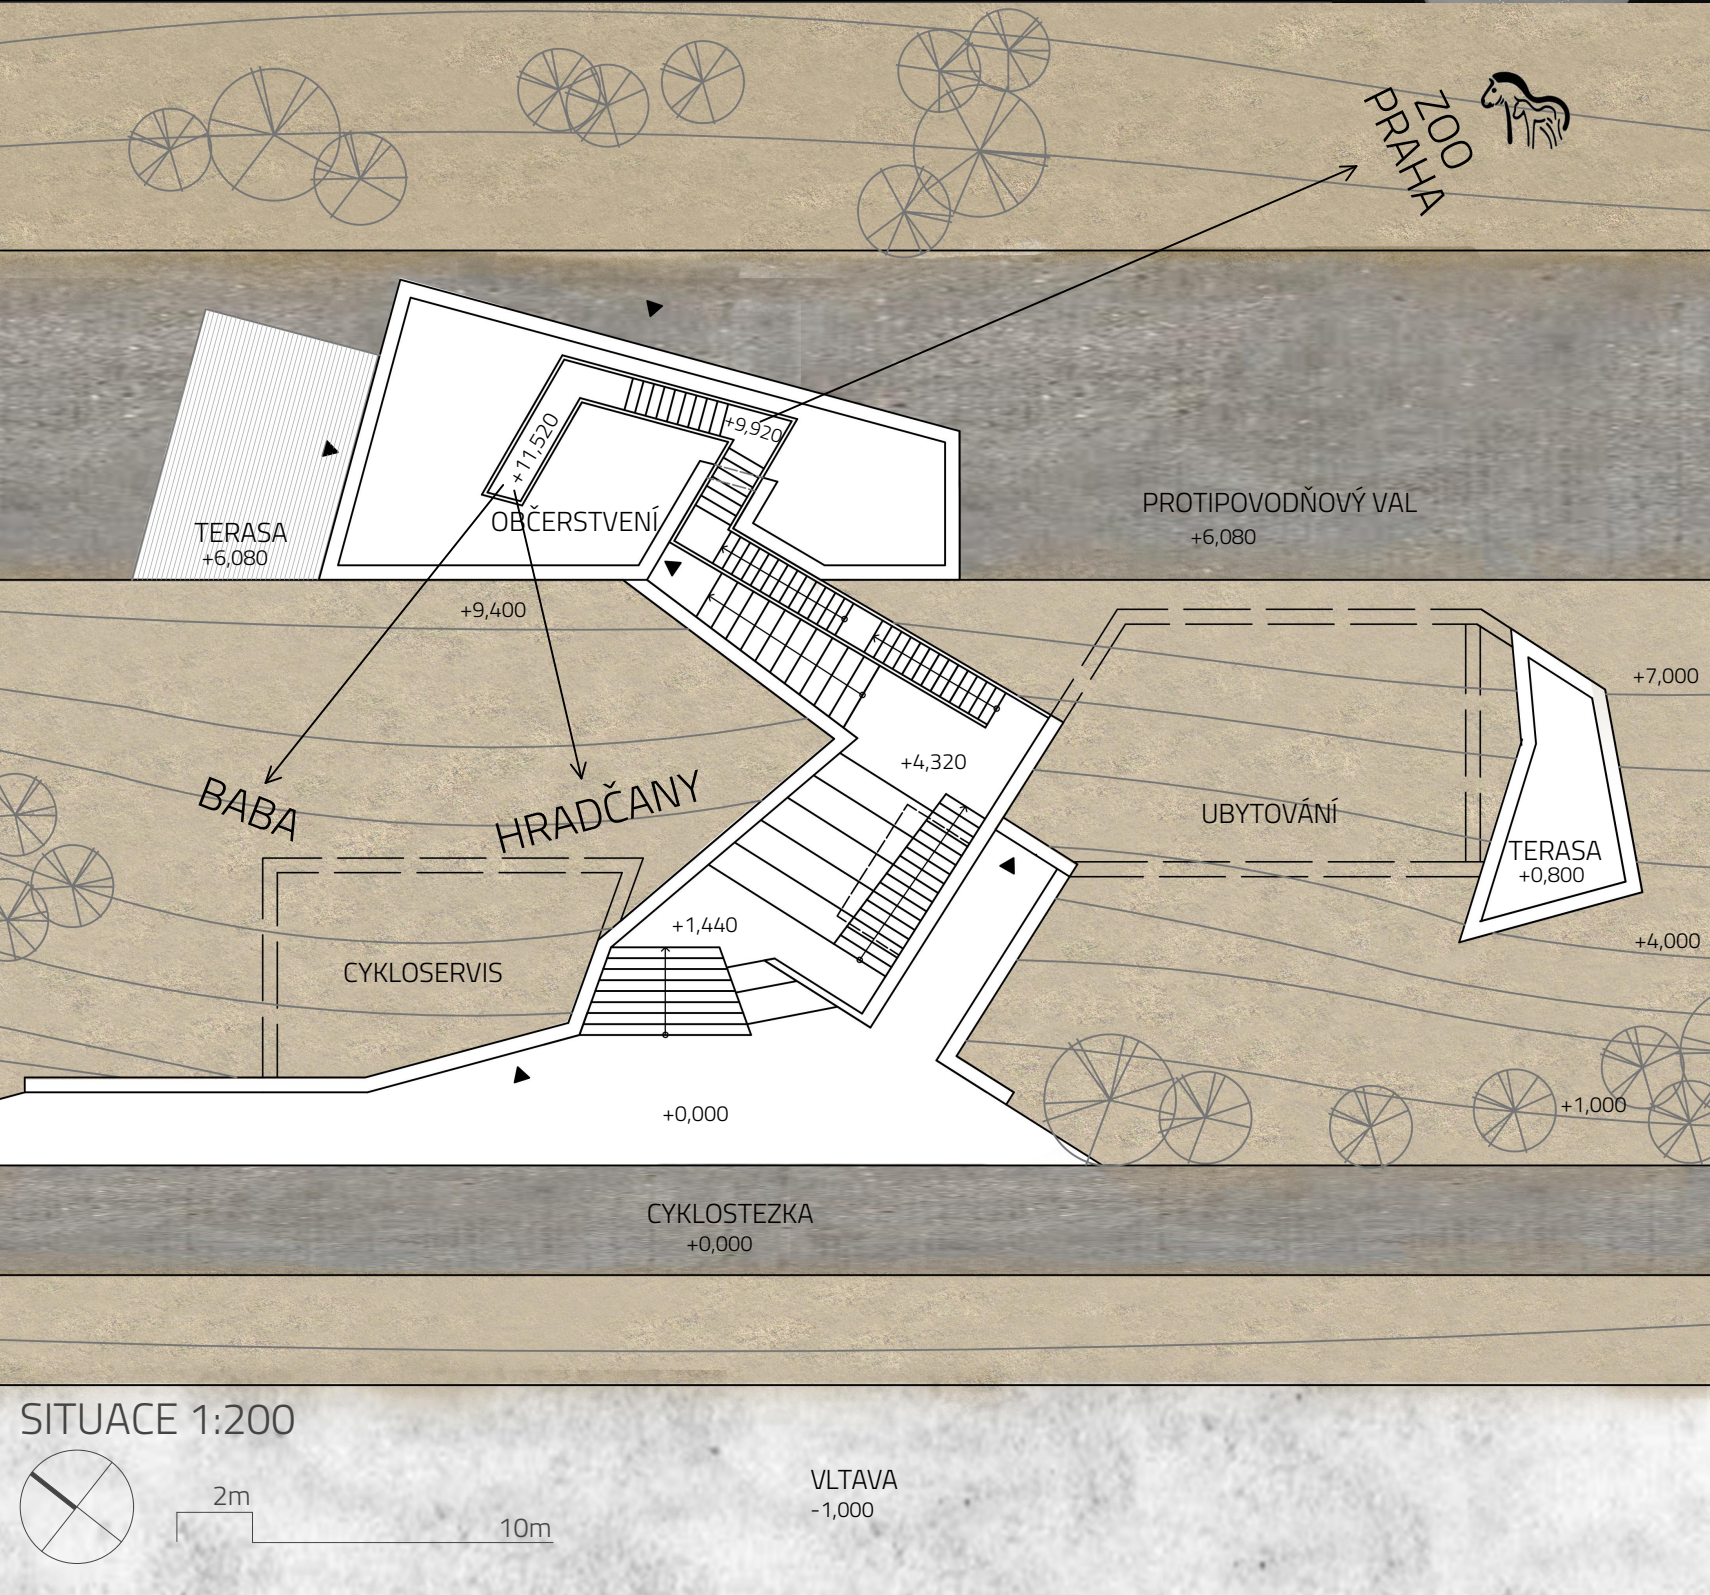 ZOO
PRAHA
+9,920
+11,520
OBČERSTVENÍ
PROTIPOVODŇOVÝ VAL
+6,080
TERASA
+6,080
+9,400
+7,000
+4,320
BABA
HRADČANY
UBYTOVÁNÍ
TERASA
+0,800
+1,440
+4,000
CYKLOSERVIS
+1,000
+0,000
CYKLOSTEZKA
+0,000
SITUACE 1:200
VLTAVA
-1,000
2m
10m